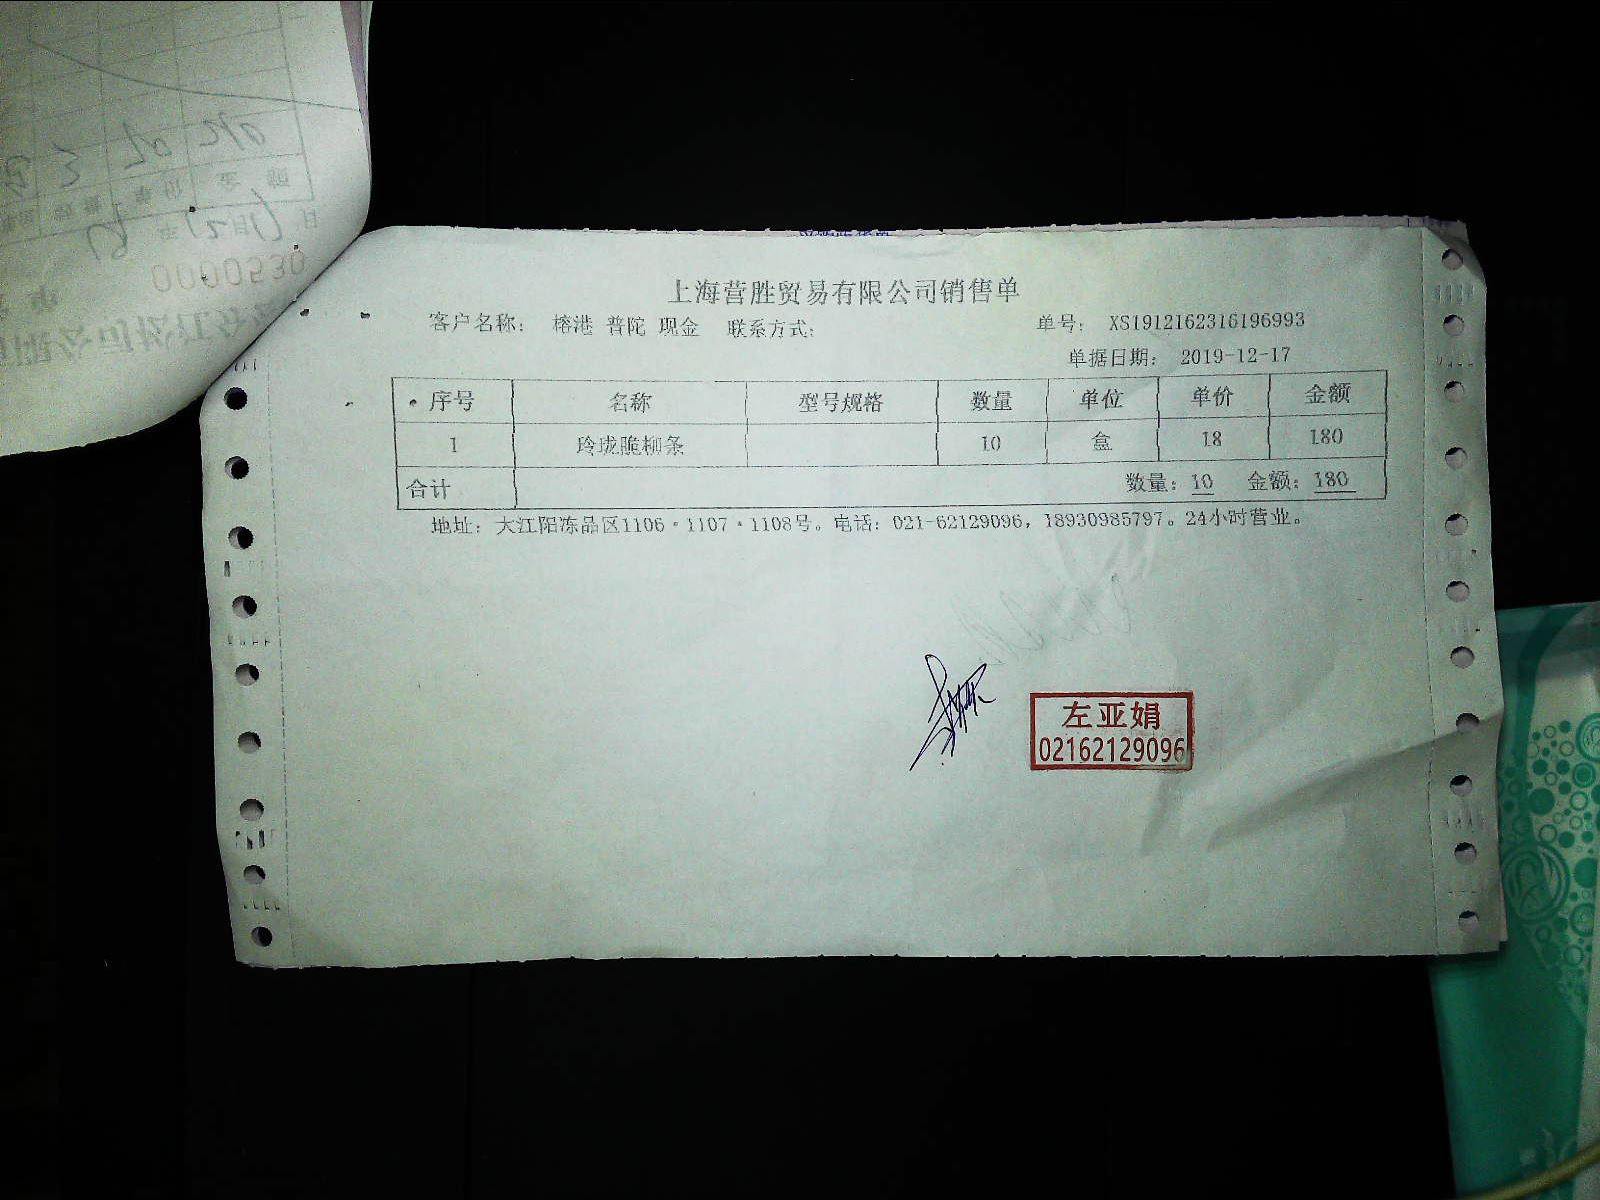 上海营胜贸易有限公司销售单
客户名称: 榕港 普陀 现金 联系方式: 单号: XS1912162316196993
单据日期: 2019-12-17
序号 名称 型号规格 数量 单位 单价 金额
1 玲珑脆柳条 10 盒 18 180
合计 数量: 10 金额: 180
地址: 大江阳冻品区1106·1107·1108号。电话: 021-62129096, 18930985797。24小时营业。
左亚娟
02162129096
0000530